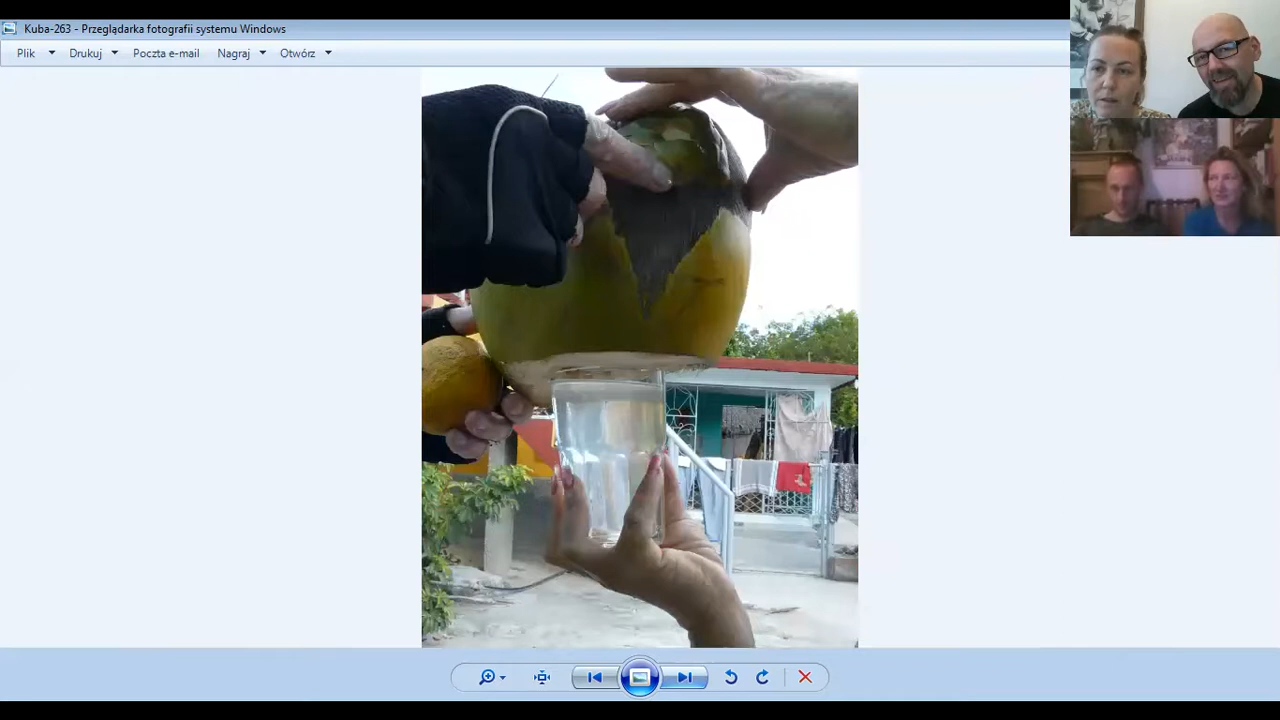 Kuba-263 - Przeglądarka fotografii systemu Windows
Plik Drukuj Poczta e-mail Nagraj Otwórz